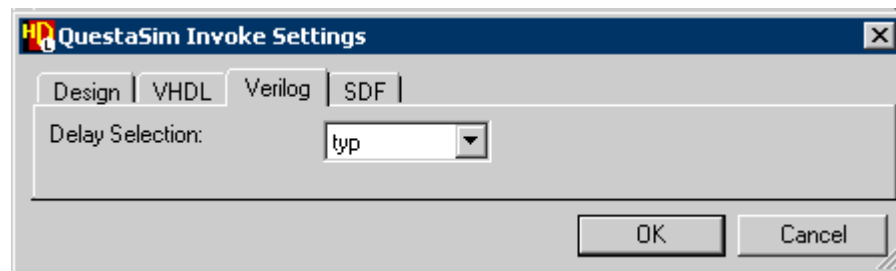 HDL QuestaSim Invoke Settings
Design VHDL Verilog SDF
Delay Selection: typ
OK Cancel